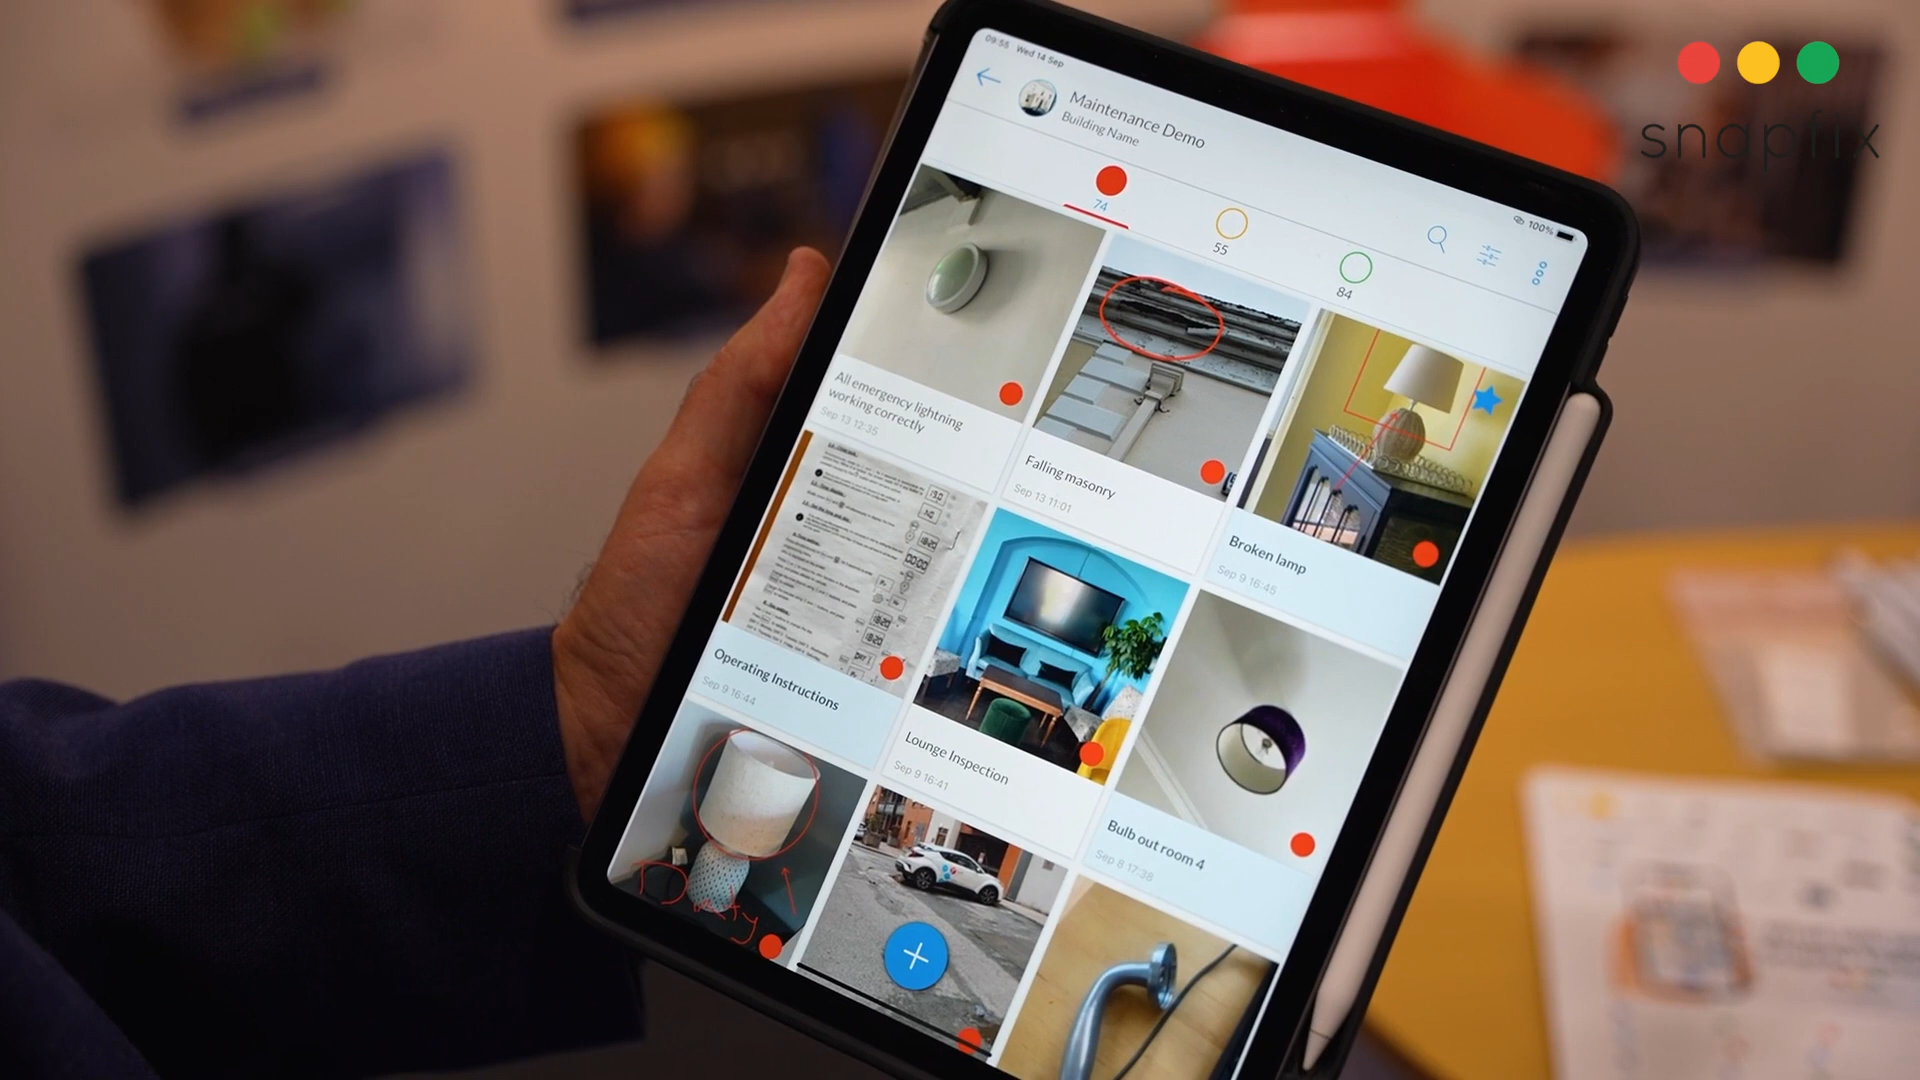 snapfix
09:55 Wed 14 Sep
100%
Maintenance Demo
Building Name
74
55
84
All emergency lightning
working correctly
Sep 13 12:35
Falling masonry
Sep 13 11:01
Broken lamp
Sep 9 16:45
Operating Instructions
Sep 9 16:44
Lounge Inspection
Sep 9 16:41
Bulb out room 4
Sep 8 17:38
Dirty